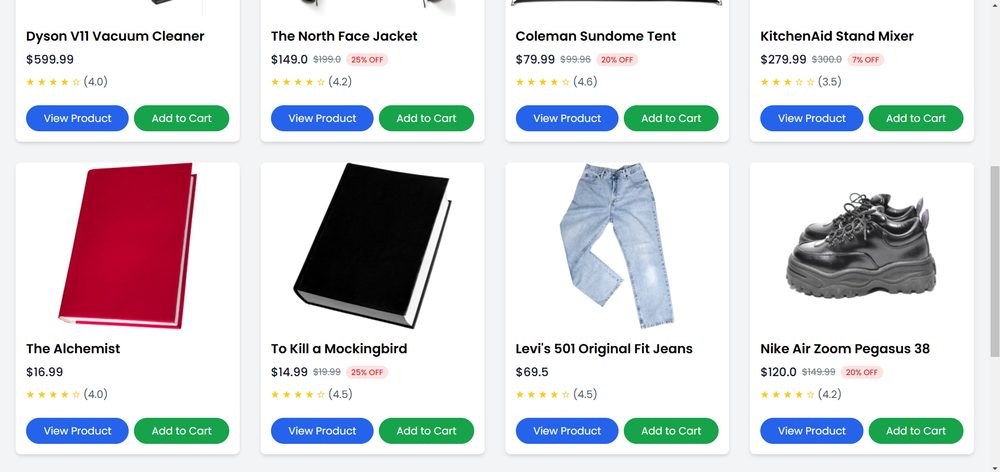 Dyson V11 Vacuum Cleaner
$599.99
★ ★ ★ ★ ☆ (4.0)
View Product Add to Cart
The North Face Jacket
$149.0 $199.0 25% OFF
★ ★ ★ ★ ☆ (4.2)
View Product Add to Cart
Coleman Sundome Tent
$79.99 $99.96 20% OFF
★ ★ ★ ★ ☆ (4.6)
View Product Add to Cart
KitchenAid Stand Mixer
$279.99 $300.0 7% OFF
★ ★ ★ ☆ ☆ (3.5)
View Product Add to Cart
The Alchemist
$16.99
★ ★ ★ ★ ☆ (4.0)
View Product Add to Cart
To Kill a Mockingbird
$14.99 $19.99 25% OFF
★ ★ ★ ★ ☆ (4.5)
View Product Add to Cart
Levi's 501 Original Fit Jeans
$69.5
★ ★ ★ ★ ☆ (4.5)
View Product Add to Cart
Nike Air Zoom Pegasus 38
$120.0 $149.99 20% OFF
★ ★ ★ ★ ☆ (4.2)
View Product Add to Cart